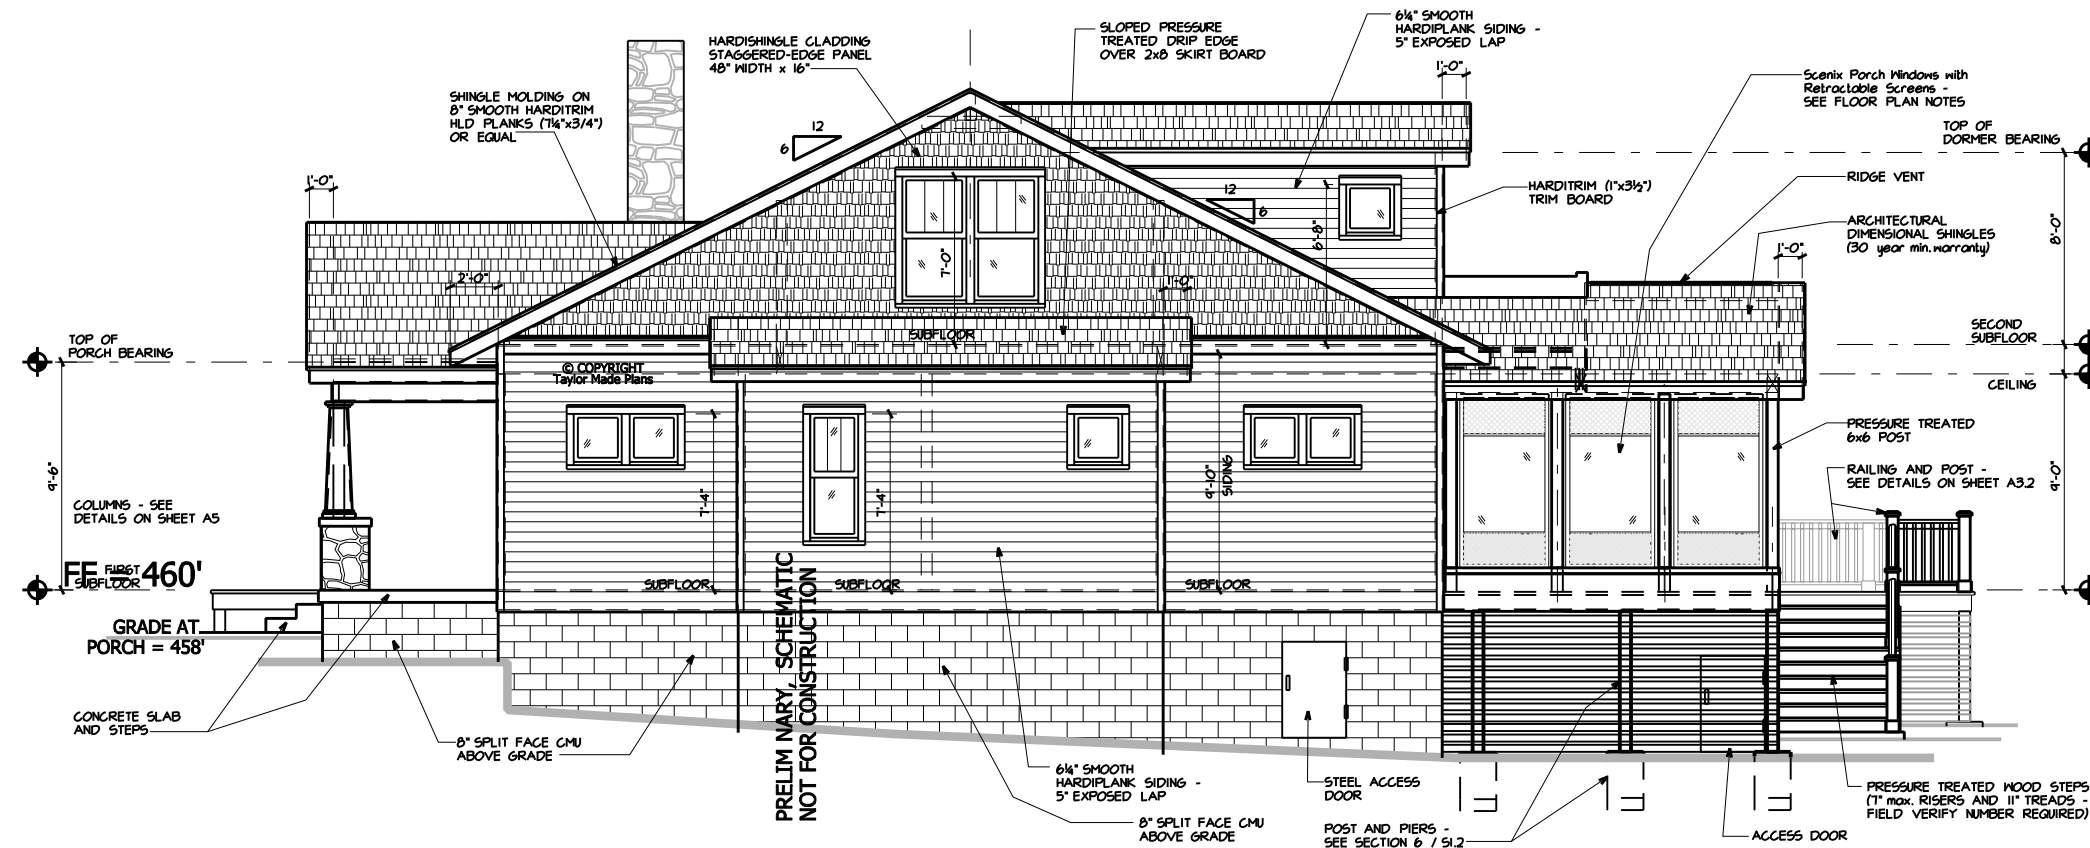 SHINGLE MOLDING ON
8" SMOOTH HARDITRIM
HLD PLANKS (7¼"x3/4")
OR EQUAL
HARDISHINGLE CLADDING
STAGGERED-EDGE PANEL
48" WIDTH x 16"
SLOPED PRESSURE
TREATED DRIP EDGE
OVER 2x8 SKIRT BOARD
6¼" SMOOTH
HARDIPLANK SIDING -
5" EXPOSED LAP
1'-0"
Scenix Porch Windows with
Retractable Screens -
SEE FLOOR PLAN NOTES
TOP OF
DORMER BEARING
12
6
1'-0"
12
6
HARDITRIM (1"x3½")
TRIM BOARD
RIDGE VENT
ARCHITECTURAL
DIMENSIONAL SHINGLES
(30 year min. warranty)
8'-0"
6'-8"
7'-0"
1'-0"
2'-0"
1'-0"
TOP OF
PORCH BEARING
SUBFLOOR
SECOND
SUBFLOOR
© COPYRIGHT
Taylor Made Plans
CEILING
PRESSURE TREATED
6x6 POST
RAILING AND POST -
SEE DETAILS ON SHEET A3.2
9'-6"
7'-4"
7'-4"
9'-10"
SIDING
9'-0"
COLUMNS - SEE
DETAILS ON SHEET A5
FF = 460'
FIRST
SUBFLOOR
SUBFLOOR
SUBFLOOR
SUBFLOOR
GRADE AT
PORCH = 458'
PRELIM NARY, SCHEMATIC
NOT FOR CONSTRUCTION
CONCRETE SLAB
AND STEPS
8" SPLIT FACE CMU
ABOVE GRADE
6¼" SMOOTH
HARDIPLANK SIDING -
5" EXPOSED LAP
8" SPLIT FACE CMU
ABOVE GRADE
STEEL ACCESS
DOOR
POST AND PIERS -
SEE SECTION 6 / S1.2
ACCESS DOOR
PRESSURE TREATED WOOD STEPS
(7" max. RISERS AND 11" TREADS -
FIELD VERIFY NUMBER REQUIRED)